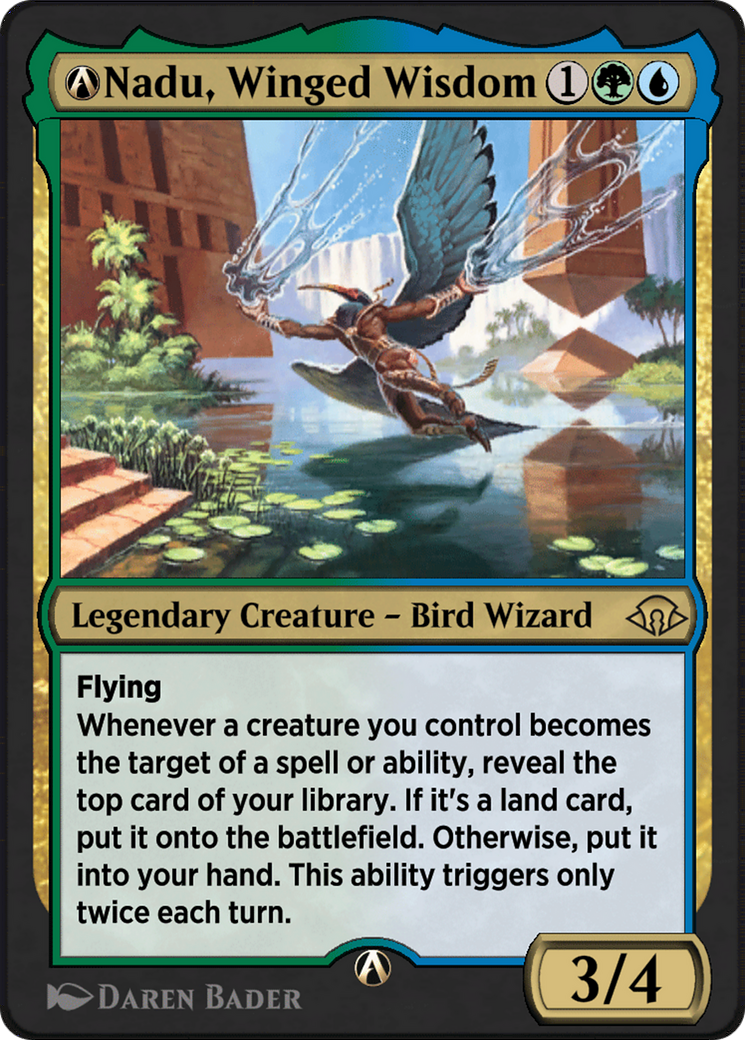 Nadu, Winged Wisdom 1
Legendary Creature – Bird Wizard
Flying
Whenever a creature you control becomes
the target of a spell or ability, reveal the
top card of your library. If it's a land card,
put it onto the battlefield. Otherwise, put it
into your hand. This ability triggers only
twice each turn.
3/4
DAREN BADER